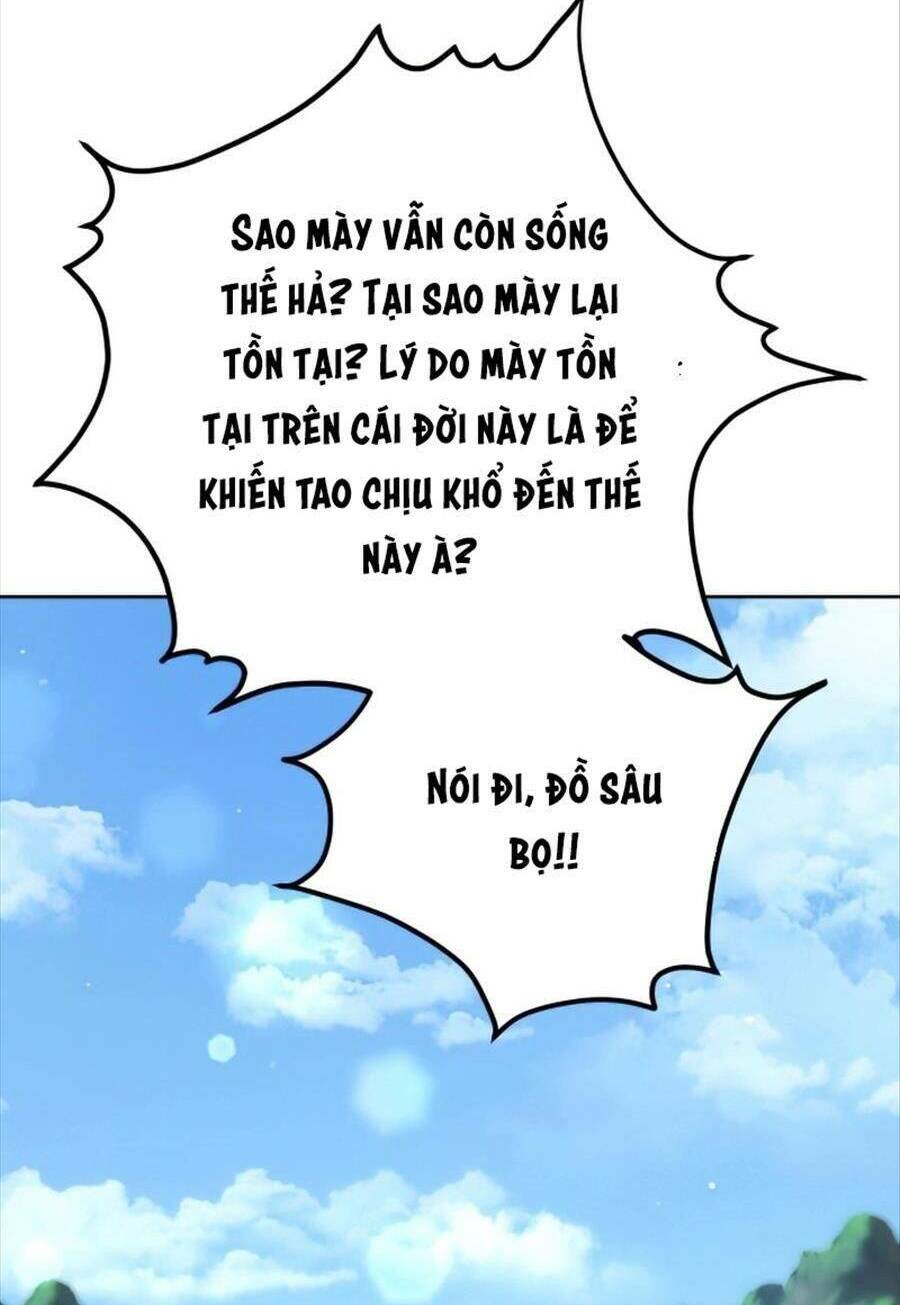 SAO MÀY VẪN CÒN SỐNG
THẾ HẢ? TẠI SAO MÀY LẠI
TỒN TẠI? LÝ DO MÀY TỒN
TẠI TRÊN CÁI ĐỜI NÀY LÀ ĐỂ
KHIẾN TAO CHỊU KHỔ ĐẾN THẾ
NÀY À?
NÓI ĐI, ĐỒ SÂU
BỌ!!